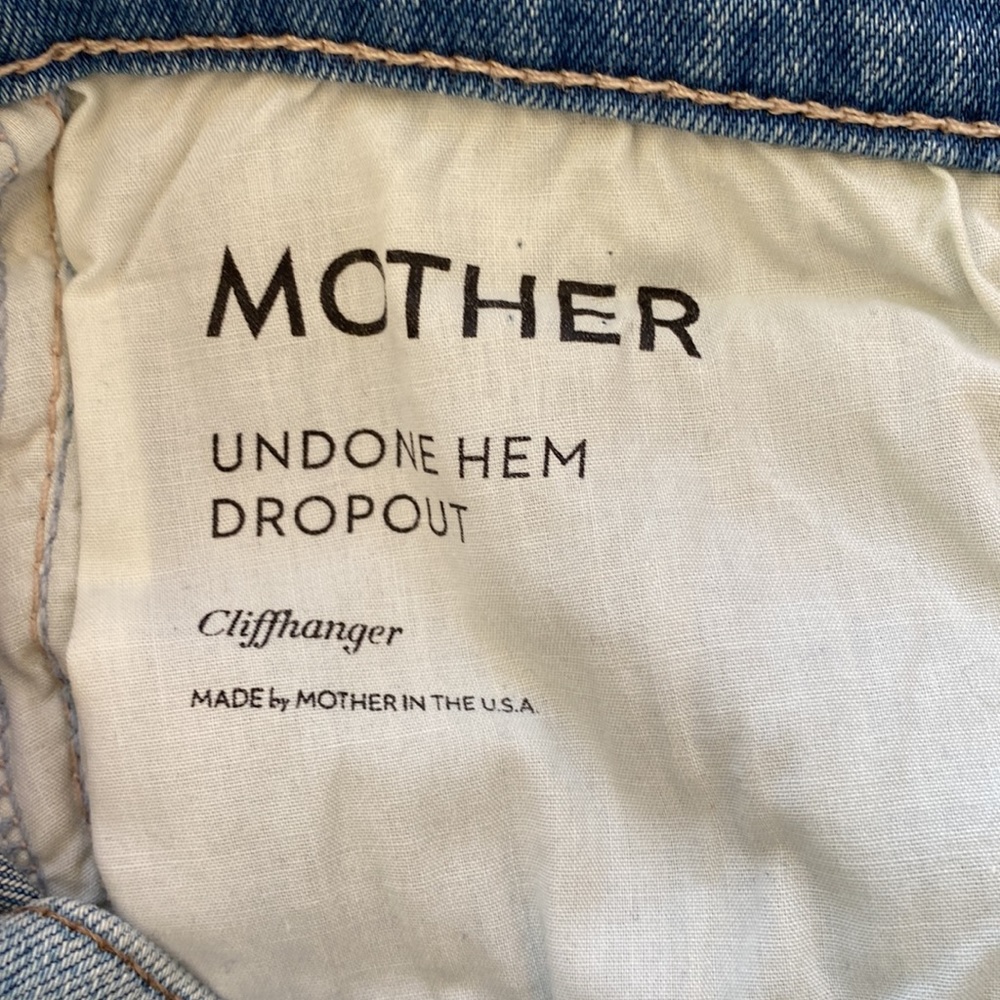 MOTHER
UNDONE HEM
DROPOUT
Cliffhanger
MADE by MOTHER IN THE U.S.A.